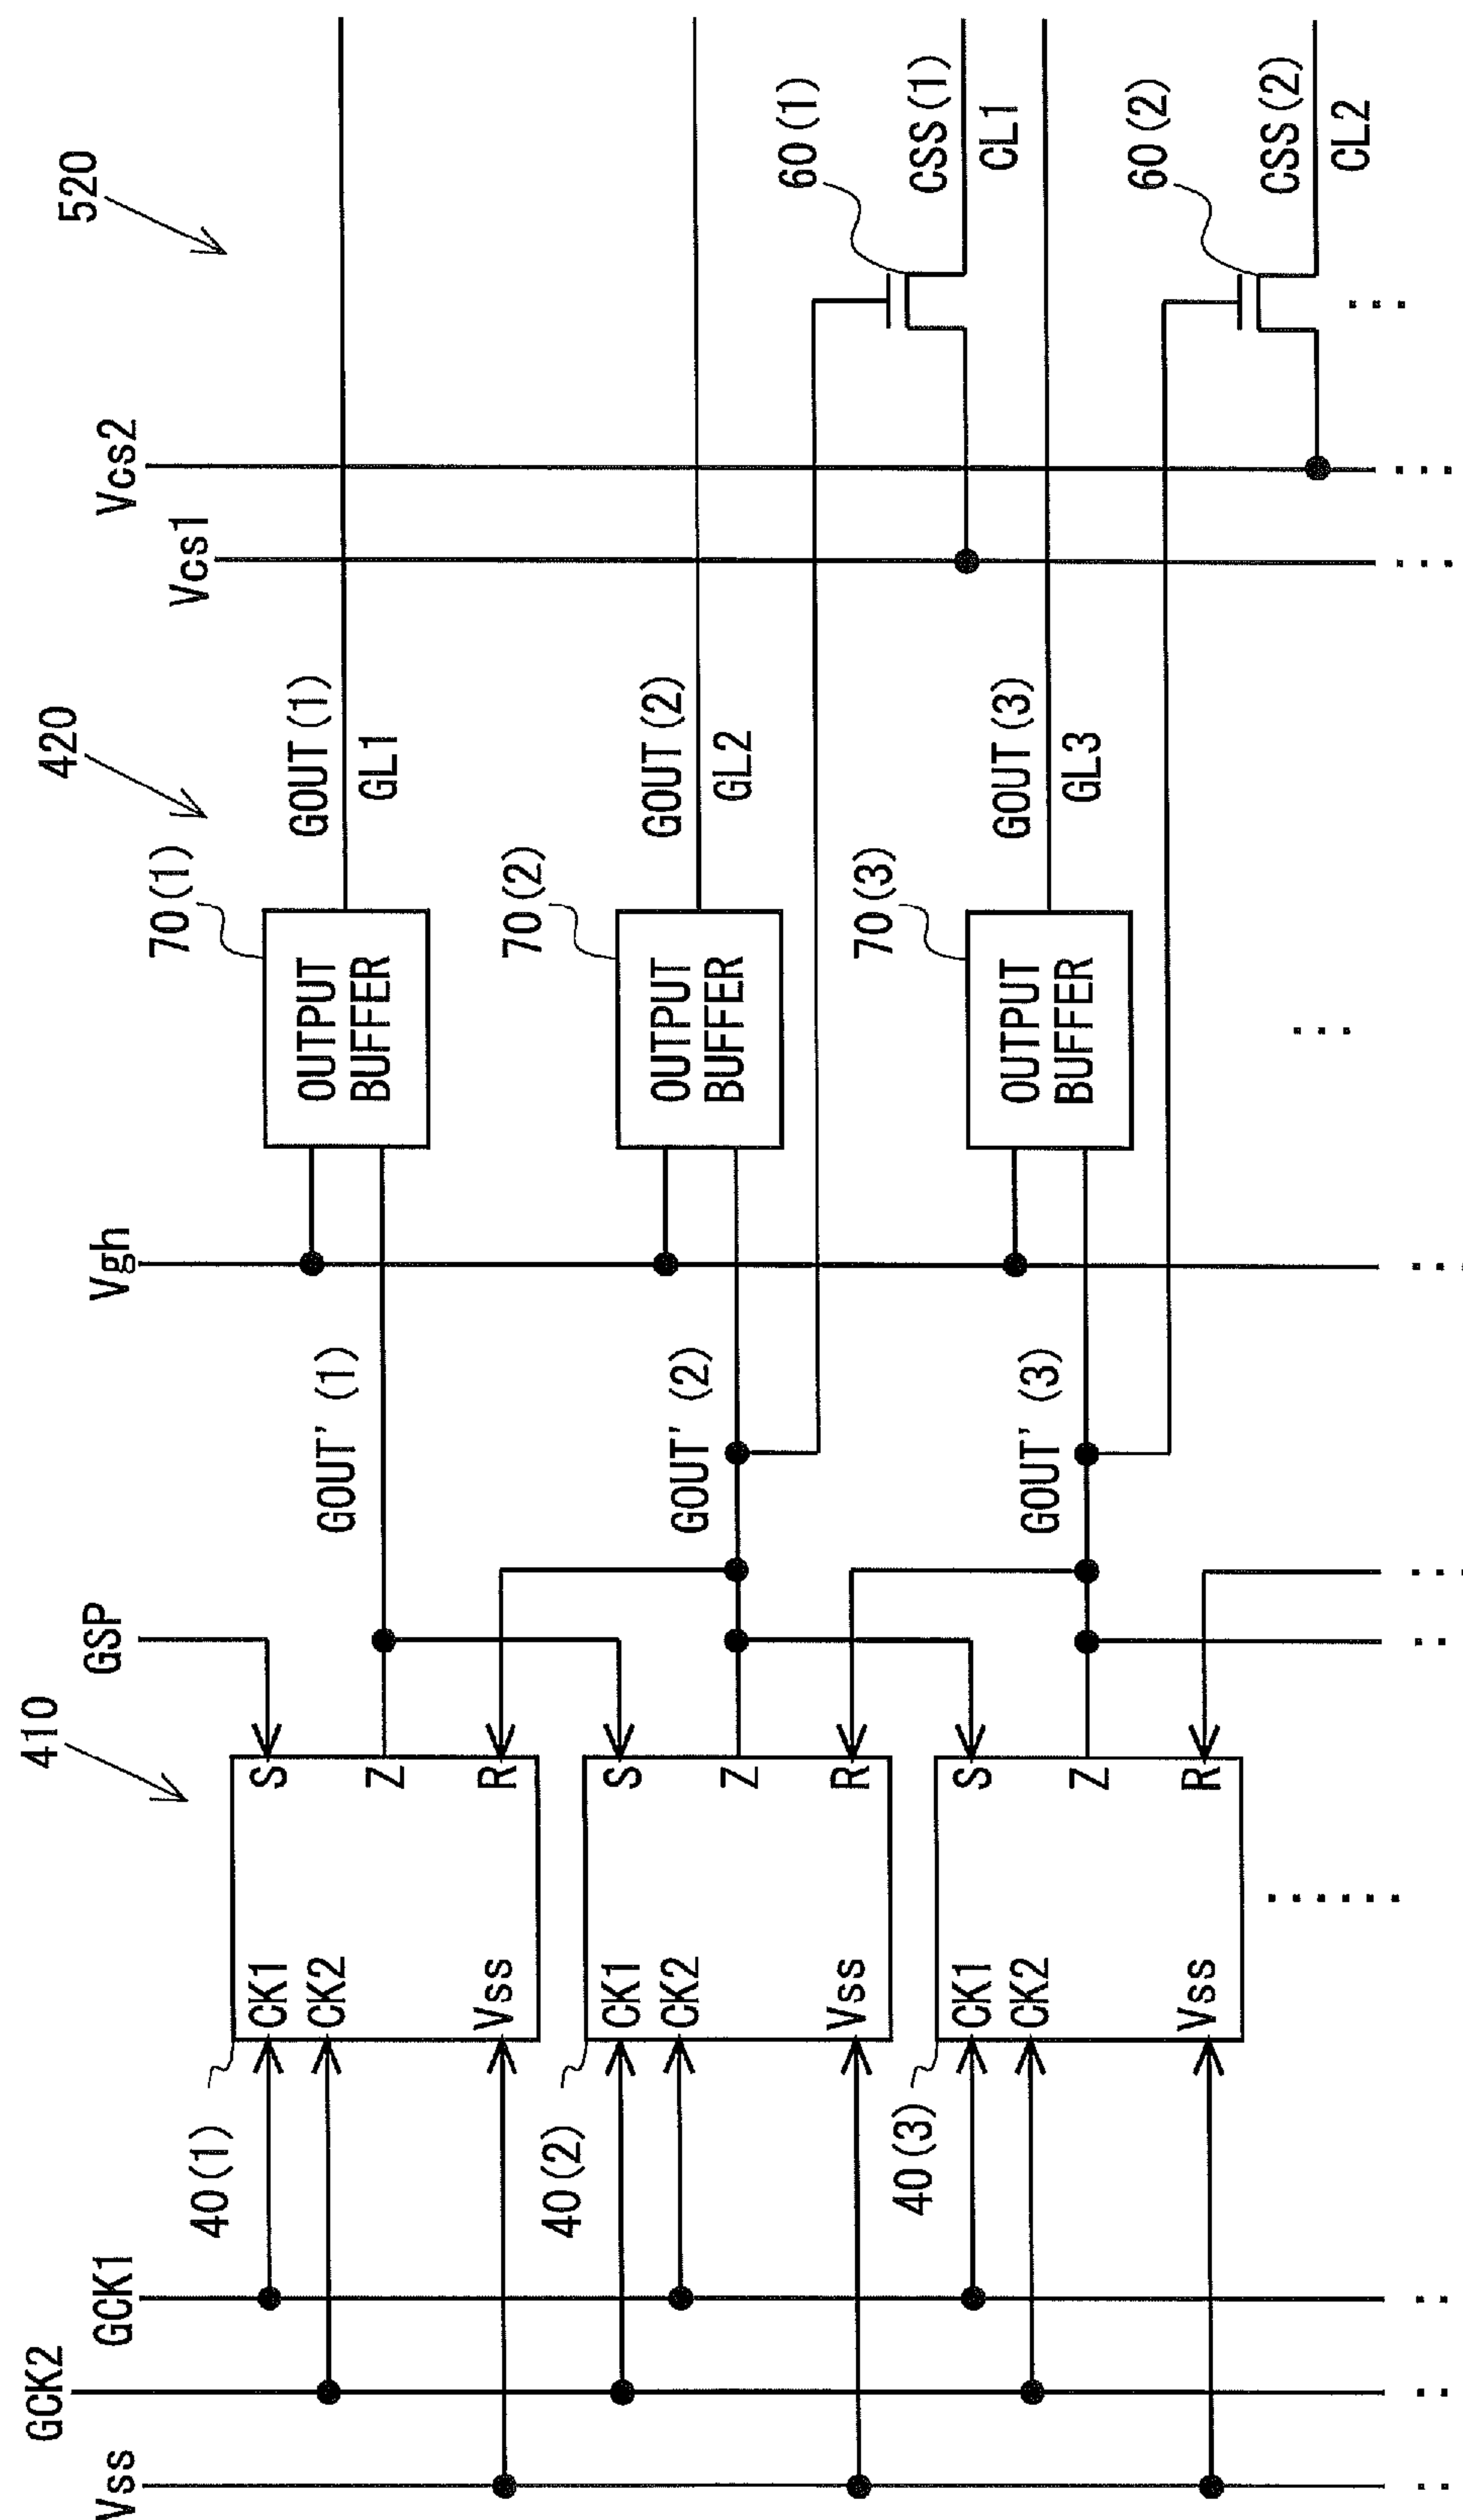 410
420
520
Vss
GCK2
GCK1
GSP
Vgh
Vcs1
Vcs2
40(1)
CK1
CK2
Vss
S
Z
R
GOUT'(1)
70(1)
OUTPUT
BUFFER
GOUT(1)
GL1
40(2)
CK1
CK2
Vss
S
Z
R
GOUT'(2)
70(2)
OUTPUT
BUFFER
GOUT(2)
GL2
60(1)
CSS(1)
CL1
40(3)
CK1
CK2
Vss
S
Z
R
GOUT'(3)
70(3)
OUTPUT
BUFFER
GOUT(3)
GL3
60(2)
CSS(2)
CL2